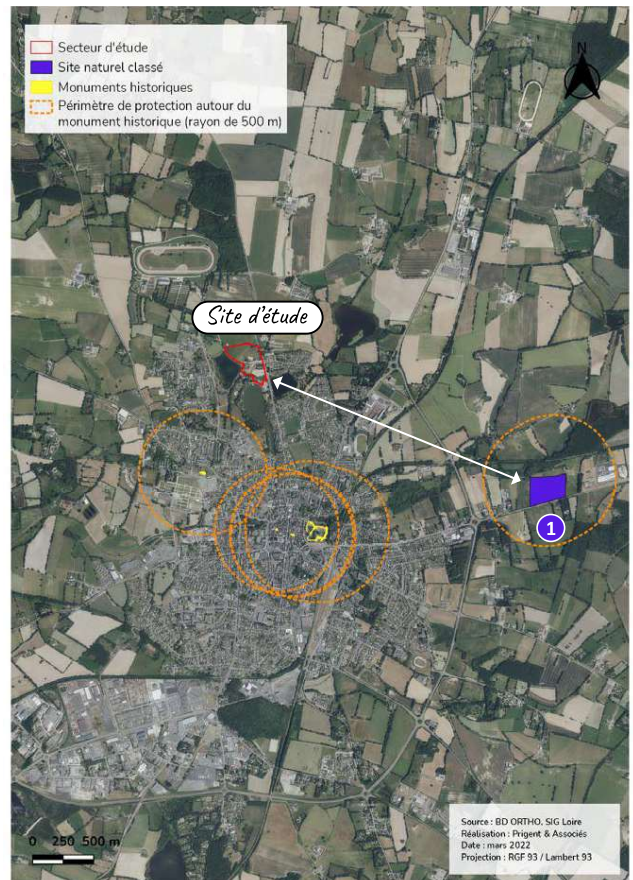 Secteur d'étude
Site naturel classé
Monuments historiques
Périmètre de protection autour du
monument historique (rayon de 500 m)
N
Site d'étude
1
0 250 500 m
Source : BD ORTHO, SIG Loire
Réalisation : Prigent & Associés
Date : mars 2022
Projection : RGF 93 / Lambert 93